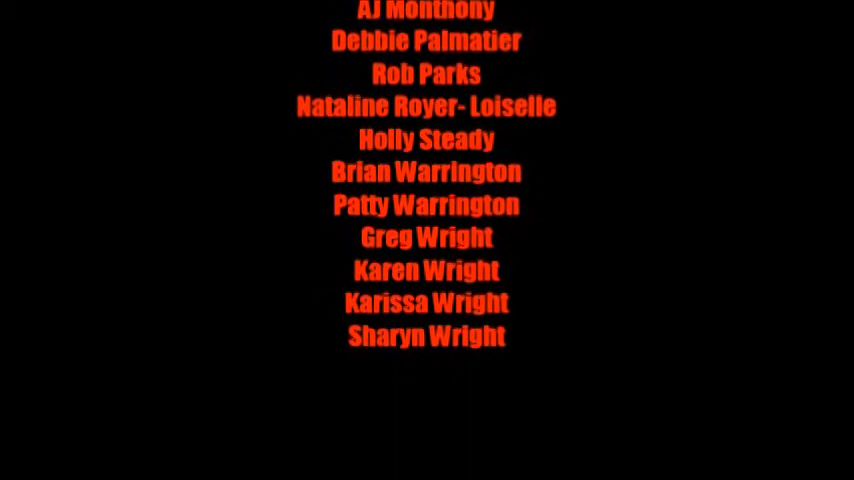 AJ Monthony
Debbie Palmatier
Rob Parks
Nataline Royer- Loiselle
Holly Steady
Brian Warrington
Patty Warrington
Greg Wright
Karen Wright
Karissa Wright
Sharyn Wright